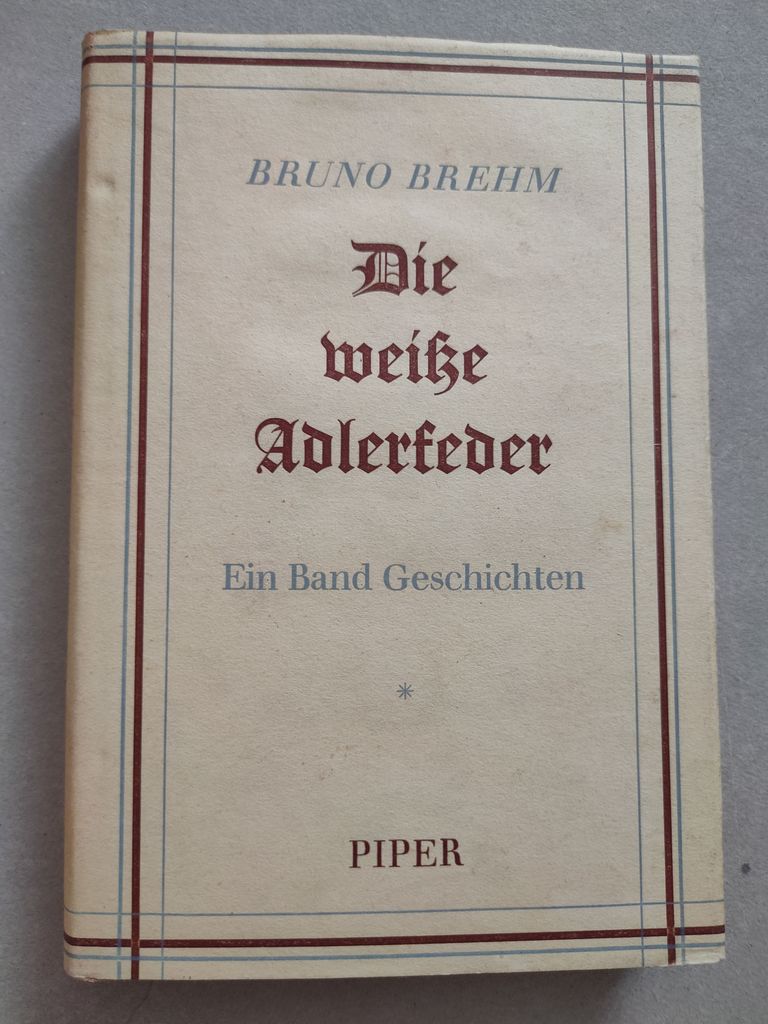 BRUNO BREHM
Die
weiße
Adlerfeder
Ein Band Geschichten
*
PIPER